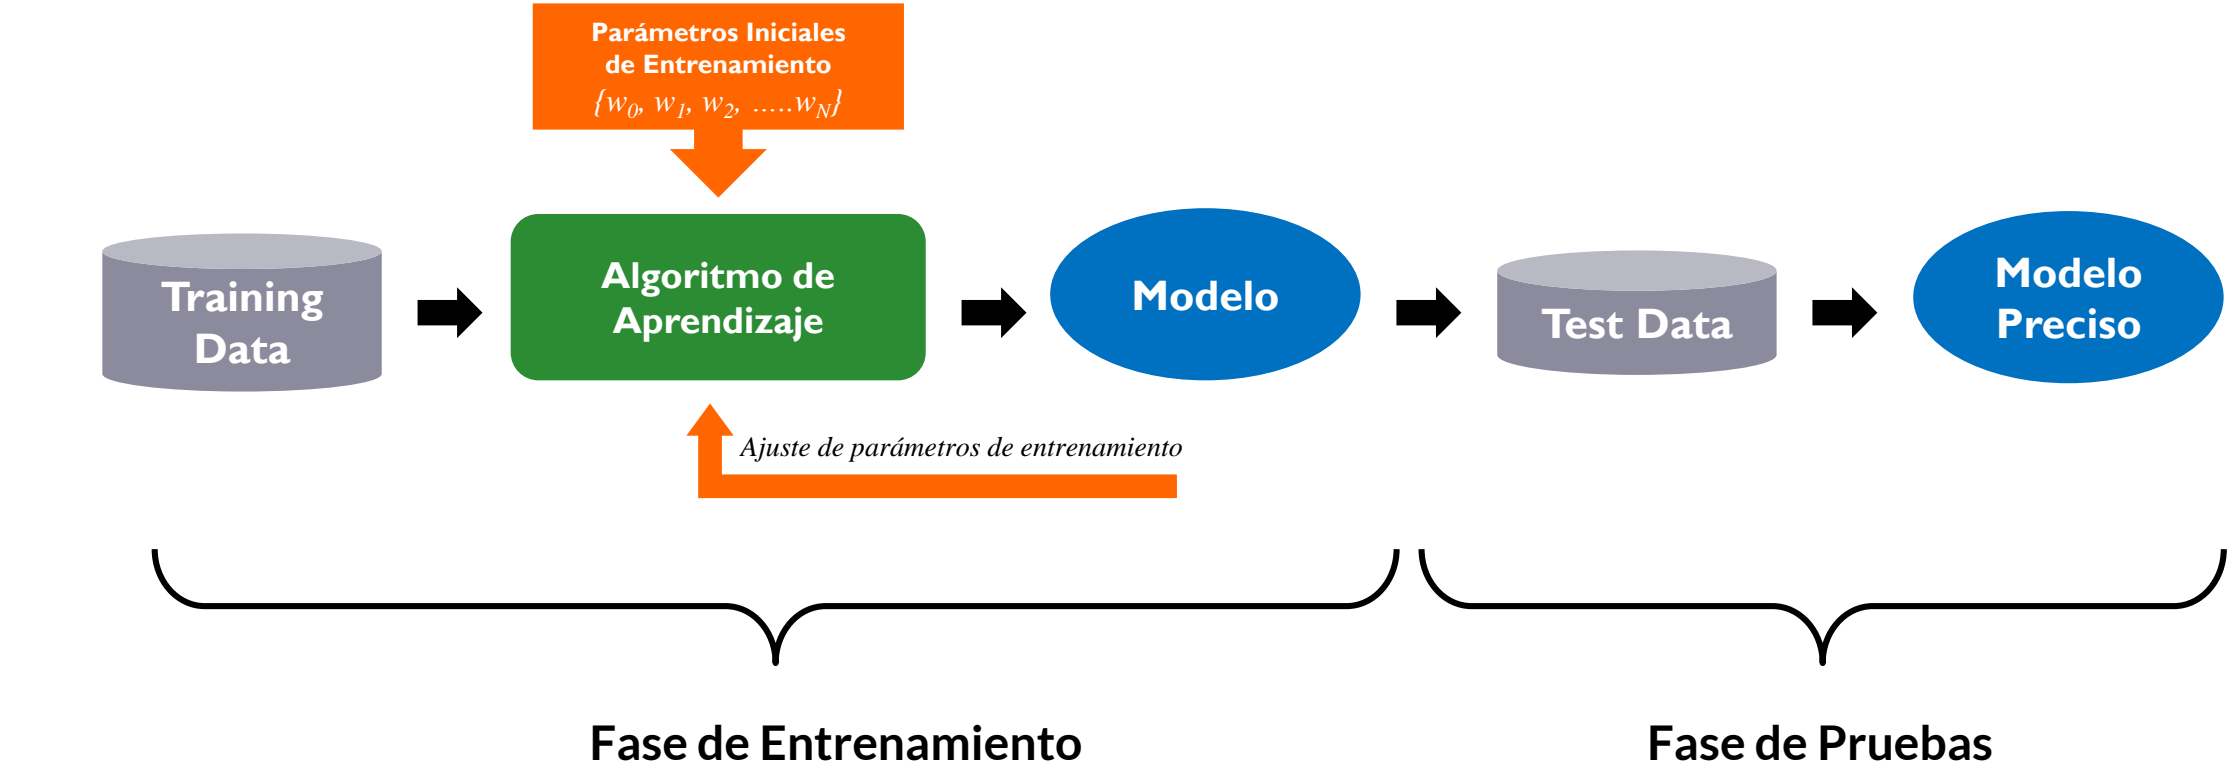 Parámetros Iniciales
de Entrenamiento
{w0, w1, w2, …..wN}
Training
Data
Algoritmo de
Aprendizaje
Modelo
Test Data
Modelo
Preciso
Ajuste de parámetros de entrenamiento
Fase de Entrenamiento
Fase de Pruebas